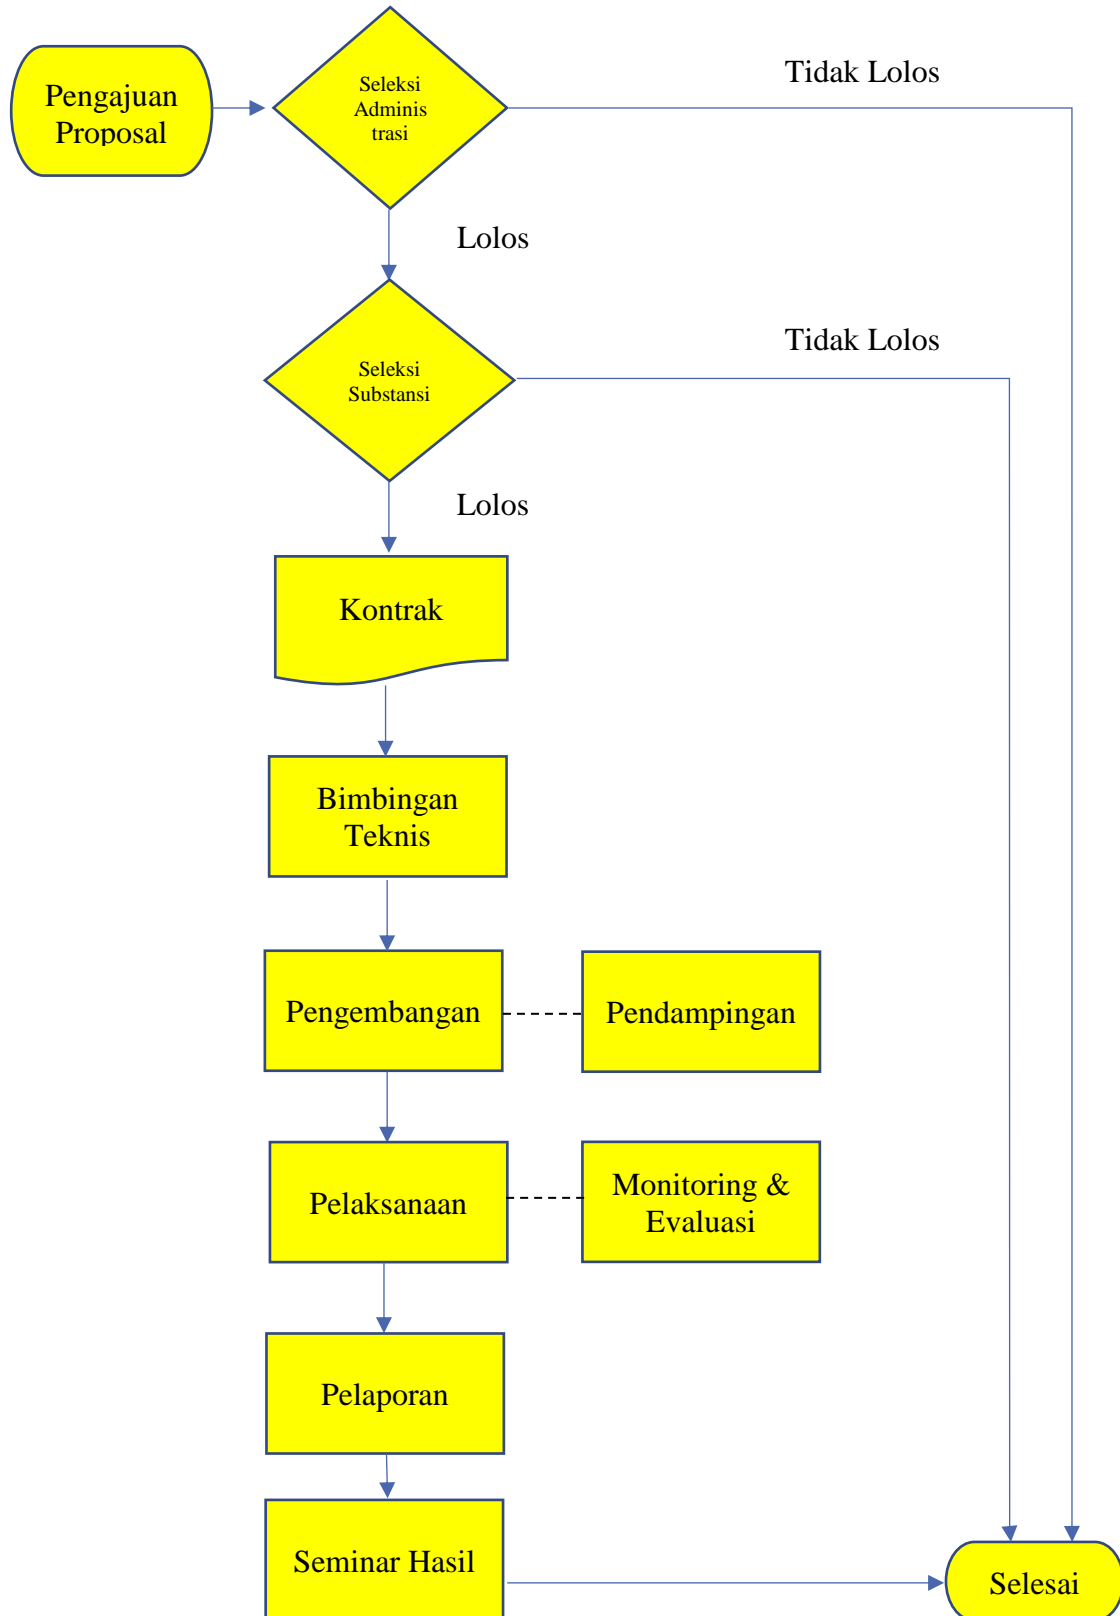 Pengajuan
Proposal
Seleksi
Adminis
trasi
Tidak Lolos
Lolos
Seleksi
Substansi
Tidak Lolos
Lolos
Kontrak
Bimbingan
Teknis
Pengembangan
Pendampingan
Pelaksanaan
Monitoring &
Evaluasi
Pelaporan
Seminar Hasil
Selesai